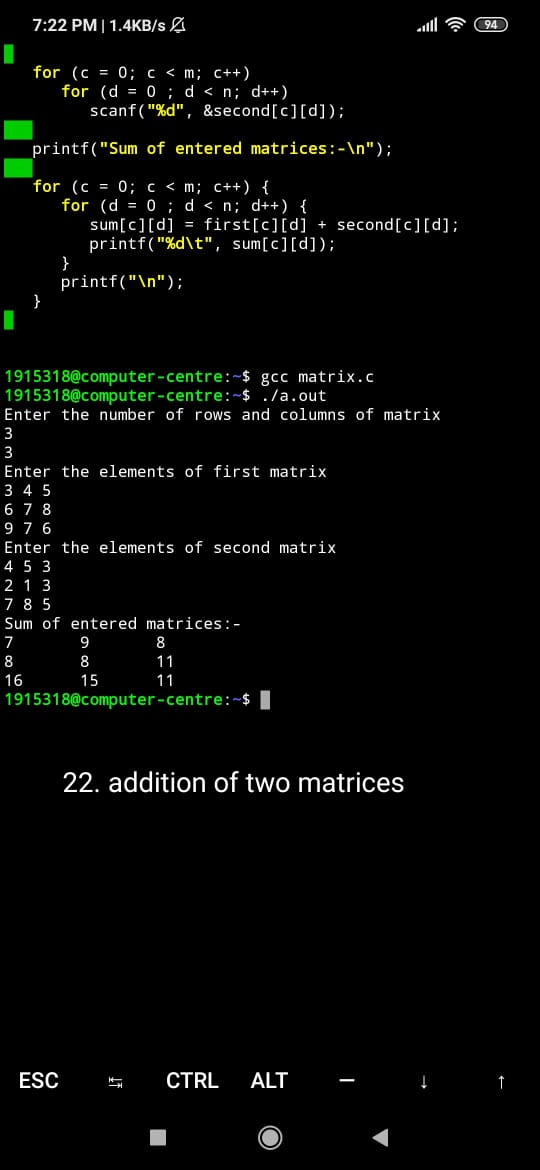 7:22 PM | 1.4KB/s
94
for (c = 0; c < m; c++)
for (d = 0 ; d < n; d++)
scanf("%d", &second[c][d]);
printf("Sum of entered matrices:-\n");
for (c = 0; c < m; c++) {
for (d = 0 ; d < n; d++) {
sum[c][d] = first[c][d] + second[c][d];
printf("%d\t", sum[c][d]);
}
printf("\n");
}
1915318@computer-centre:~$ gcc matrix.c
1915318@computer-centre:~$ ./a.out
Enter the number of rows and columns of matrix
3
3
Enter the elements of first matrix
3 4 5
6 7 8
9 7 6
Enter the elements of second matrix
4 5 3
2 1 3
7 8 5
Sum of entered matrices:-
7 9 8
8 8 11
16 15 11
1915318@computer-centre:~$
22. addition of two matrices
ESC ↹ CTRL ALT — ↓ ↑